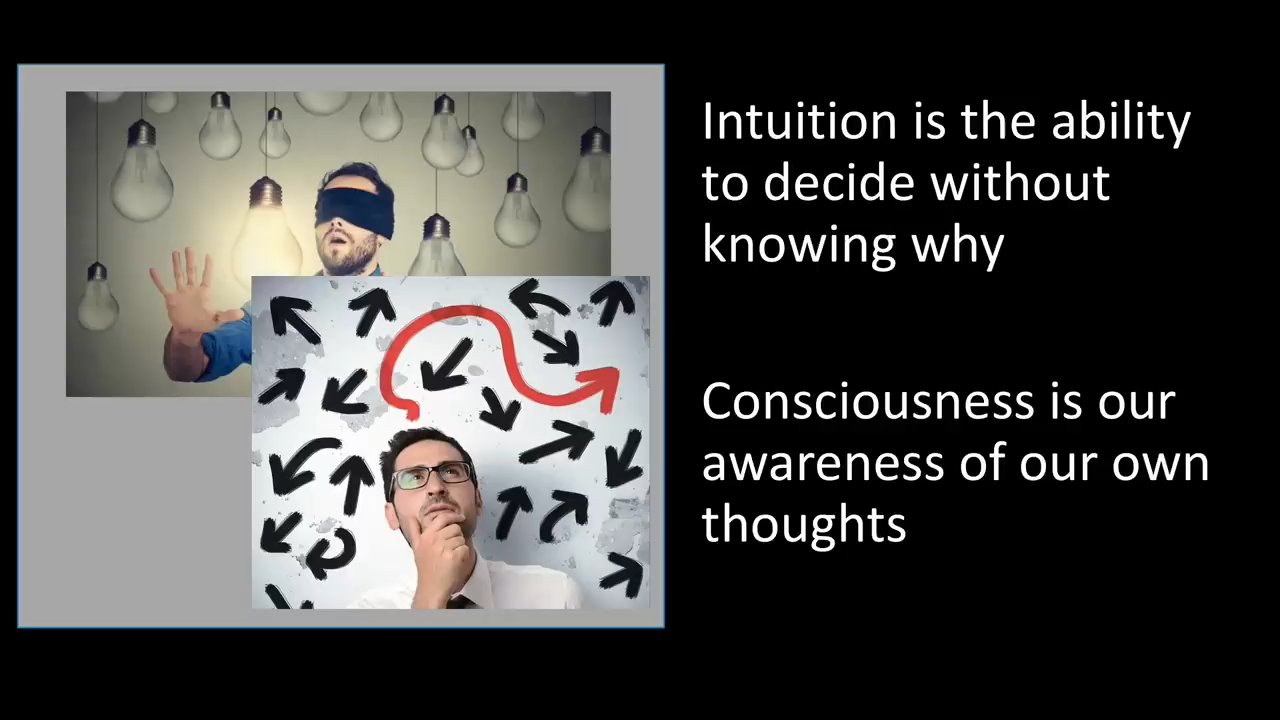 Intuition is the ability
to decide without
knowing why
Consciousness is our
awareness of our own
thoughts